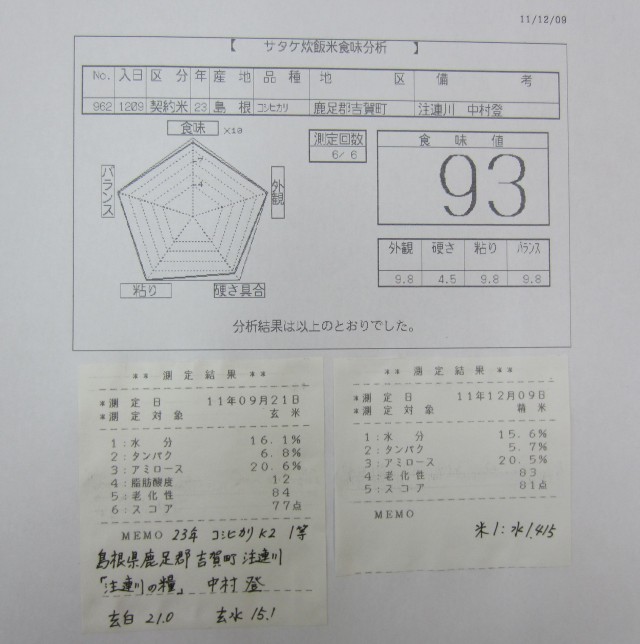 11/12/09
【 サタケ炊飯米食味分析 】
No. 入日 区分 年 産地 品種 地区 備考
962 1209 契約米 23 島根 コシヒカリ 鹿足郡吉賀町 注連川 中村登
食味 ×10
測定回数
6/ 6
食味値
93
バランス
外観
7
4
粘り
硬さ具合
外観 硬さ 粘り バランス
9.8 4.5 9.8 9.8
分析結果は以上のとおりでした。
** 測定結果 **
*測定日 11年09月21日
*測定対象 玄米
1:水分 16.1%
2:タンパク 6.8%
3:アミロース 20.6%
4:脂肪酸度 12
5:老化性 84
6:スコア 77点
MEMO 23年 コシヒカリ K2 1等
島根県鹿足郡吉賀町注連川
「注連川の糧」 中村 登
玄白 21.0 玄水 15.1
** 測定結果 **
*測定日 11年12月09日
*測定対象 精米
1:水分 15.6%
2:タンパク 5.7%
3:アミロース 20.5%
4:老化性 83
5:スコア 81点
MEMO
米1:水1.415